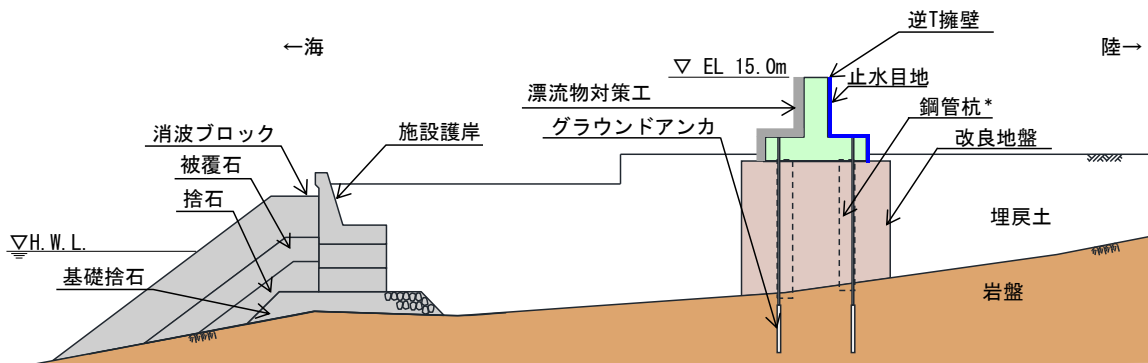 ←海
陸→
逆T擁壁
▽ EL 15.0m
止水目地
漂流物対策工
鋼管杭*
グラウンドアンカ
改良地盤
消波ブロック
施設護岸
被覆石
捨石
埋戻土
▽H.W.L.
基礎捨石
岩盤